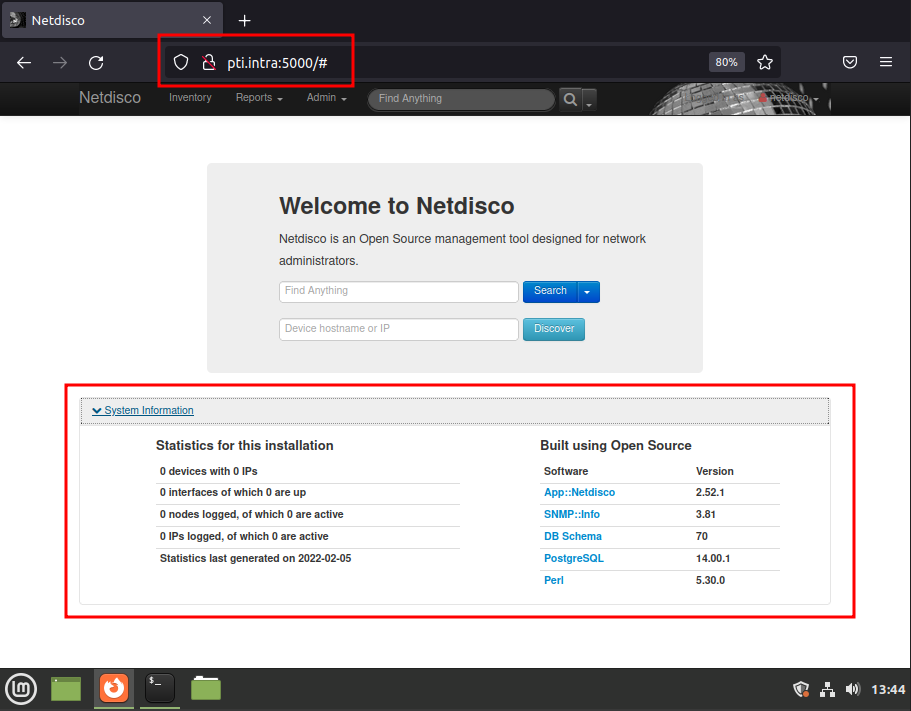 Netdisco
pti.intra:5000/#
80%
Netdisco Inventory Reports Admin Find Anything netdisco
Welcome to Netdisco
Netdisco is an Open Source management tool designed for network
administrators.
Find Anything Search
Device hostname or IP Discover
System Information
Statistics for this installation
0 devices with 0 IPs
0 interfaces of which 0 are up
0 nodes logged, of which 0 are active
0 IPs logged, of which 0 are active
Statistics last generated on 2022-02-05
Built using Open Source
Software Version
App::Netdisco 2.52.1
SNMP::Info 3.81
DB Schema 70
PostgreSQL 14.00.1
Perl 5.30.0
$_
13:44